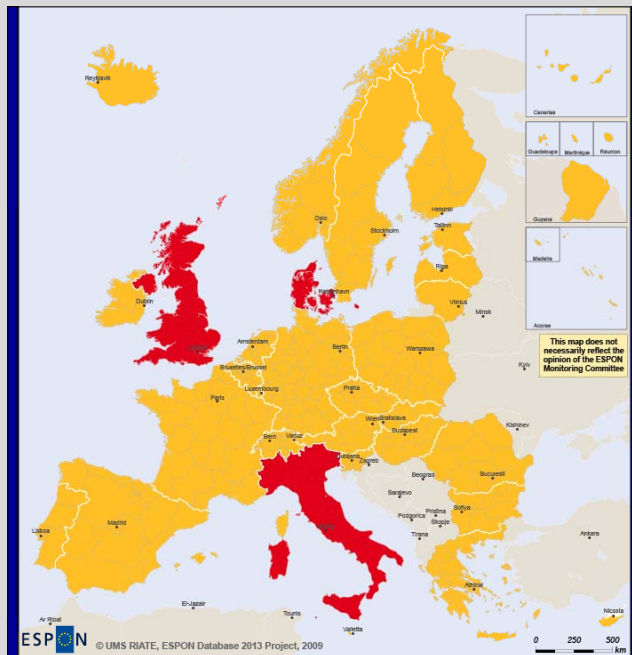 Reykjavik
Canarias
Guadeloupe
Martinique
Réunion
Guyane
Madeira
Acores
This map does not
necessarily reflect the
opinion of the ESPON
Monitoring Committee
Oslo
Helsinki
Tallinn
Stockholm
Riga
Vilnius
Minsk
Dublin
Amsterdam
Berlin
Warszawa
Kyiv
Bruxelles/Brussel
Luxembourg
Praha
Paris
Wien
Bratislava
Budapest
Kishinev
Bern
Vaduz
Ljubljana
Zagreb
Beograd
Bucuresti
Sarajevo
Podgorica
Pristina
Sofiya
Skopje
Tirana
Madrid
Lisboa
Ankara
Athinai
El-Jazair
Tounis
Ar Ribat
Valletta
Nicosia
ESPON © UMS RIATE, ESPON Database 2013 Project, 2009
0 250 500
km